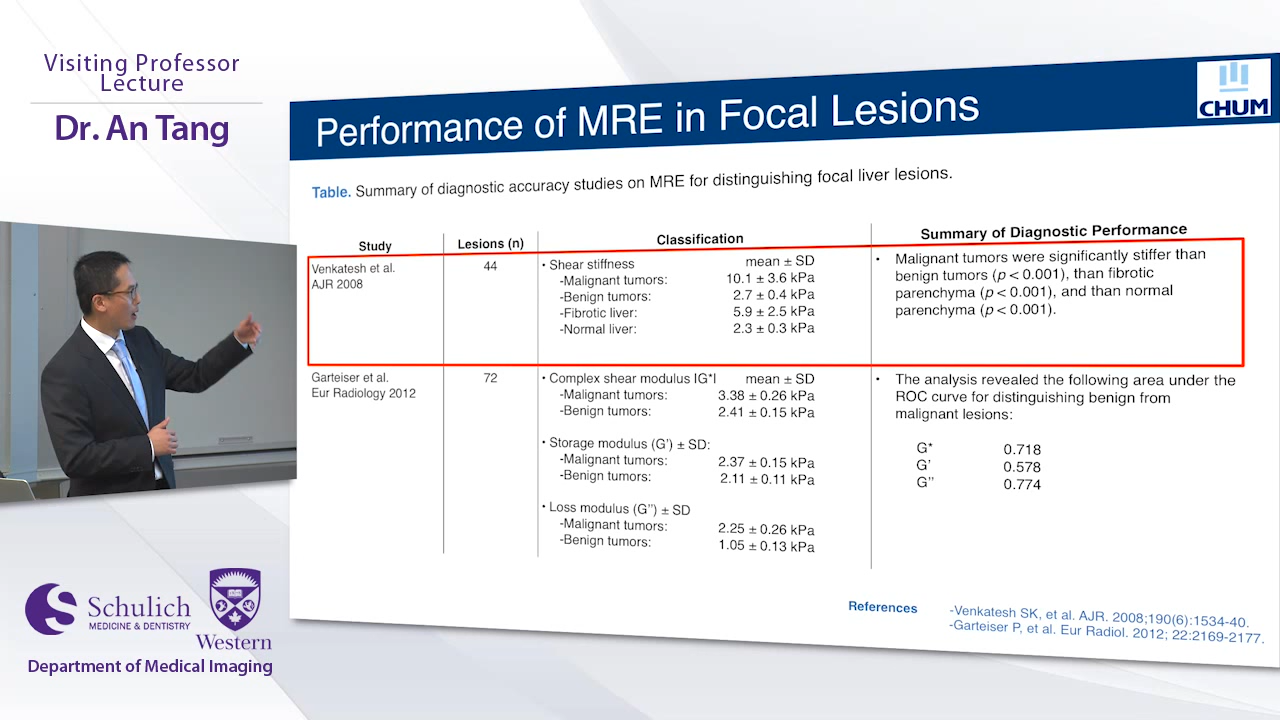 Visiting Professor
Lecture
Dr. An Tang
Schulich
MEDICINE & DENTISTRY
Western
Department of Medical Imaging
Performance of MRE in Focal Lesions
CHUM
Table. Summary of diagnostic accuracy studies on MRE for distinguishing focal liver lesions.
Study
Lesions (n)
Classification
Summary of Diagnostic Performance
Venkatesh et al.
AJR 2008
44
• Shear stiffness mean ± SD
-Malignant tumors: 10.1 ± 3.6 kPa
-Benign tumors: 2.7 ± 0.4 kPa
-Fibrotic liver: 5.9 ± 2.5 kPa
-Normal liver: 2.3 ± 0.3 kPa
• Malignant tumors were significantly stiffer than
benign tumors (p < 0.001), than fibrotic
parenchyma (p < 0.001), and than normal
parenchyma (p < 0.001).
Garteiser et al.
Eur Radiology 2012
72
• Complex shear modulus |G*| mean ± SD
-Malignant tumors: 3.38 ± 0.26 kPa
-Benign tumors: 2.41 ± 0.15 kPa
• Storage modulus (G’) ± SD:
-Malignant tumors: 2.37 ± 0.15 kPa
-Benign tumors: 2.11 ± 0.11 kPa
• Loss modulus (G’’) ± SD
-Malignant tumors: 2.25 ± 0.26 kPa
-Benign tumors: 1.05 ± 0.13 kPa
• The analysis revealed the following area under the
ROC curve for distinguishing benign from
malignant lesions:
G* 0.718
G’ 0.578
G’’ 0.774
References
-Venkatesh SK, et al. AJR. 2008;190(6):1534-40.
-Garteiser P, et al. Eur Radiol. 2012; 22:2169-2177.